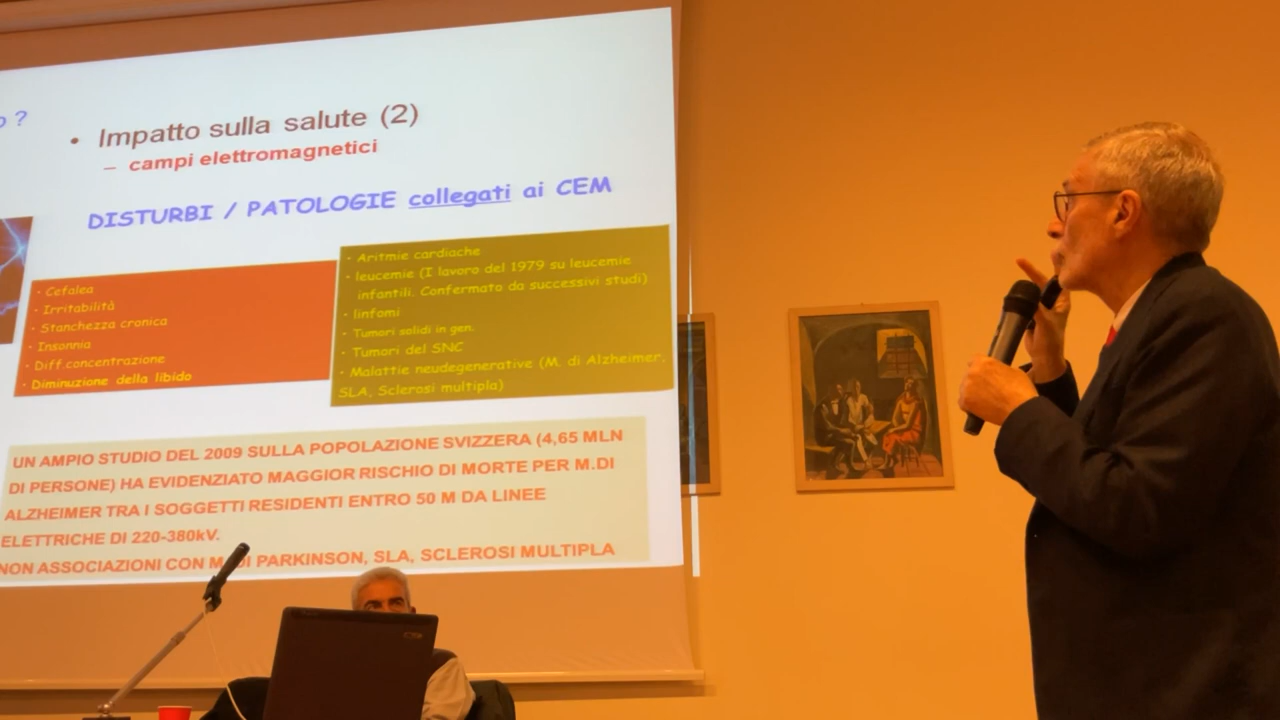 o ?
• Impatto sulla salute (2)
– campi elettromagnetici
DISTURBI / PATOLOGIE collegati ai CEM
• Cefalea
• Irritabilità
• Stanchezza cronica
• Insonnia
• Diff.concentrazione
• Diminuzione della libido
• Aritmie cardiache
• leucemie (I lavoro del 1979 su leucemie
infantili. Confermato da successivi studi)
• linfomi
• Tumori solidi in gen.
• Tumori del SNC
• Malattie neudegenerative (M. di Alzheimer,
SLA, Sclerosi multipla)
UN AMPIO STUDIO DEL 2009 SULLA POPOLAZIONE SVIZZERA (4,65 MLN
DI PERSONE) HA EVIDENZIATO MAGGIOR RISCHIO DI MORTE PER M.DI
ALZHEIMER TRA I SOGGETTI RESIDENTI ENTRO 50 M DA LINEE
ELETTRICHE DI 220-380kV.
NON ASSOCIAZIONI CON M.DI PARKINSON, SLA, SCLEROSI MULTIPLA